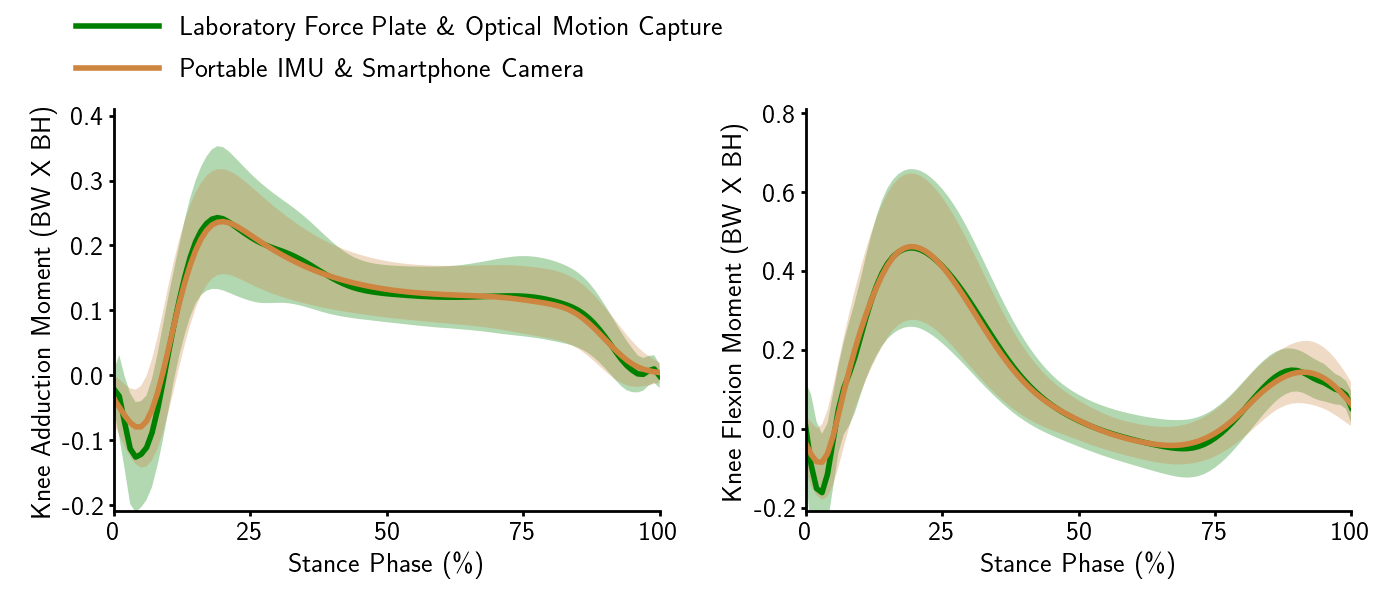 Laboratory Force Plate & Optical Motion Capture
Portable IMU & Smartphone Camera
Knee Adduction Moment (BW X BH)
0.4
0.3
0.2
0.1
0.0
-0.1
-0.2
0 25 50 75 100
Stance Phase (%)
Knee Flexion Moment (BW X BH)
0.8
0.6
0.4
0.2
0.0
-0.2
0 25 50 75 100
Stance Phase (%)